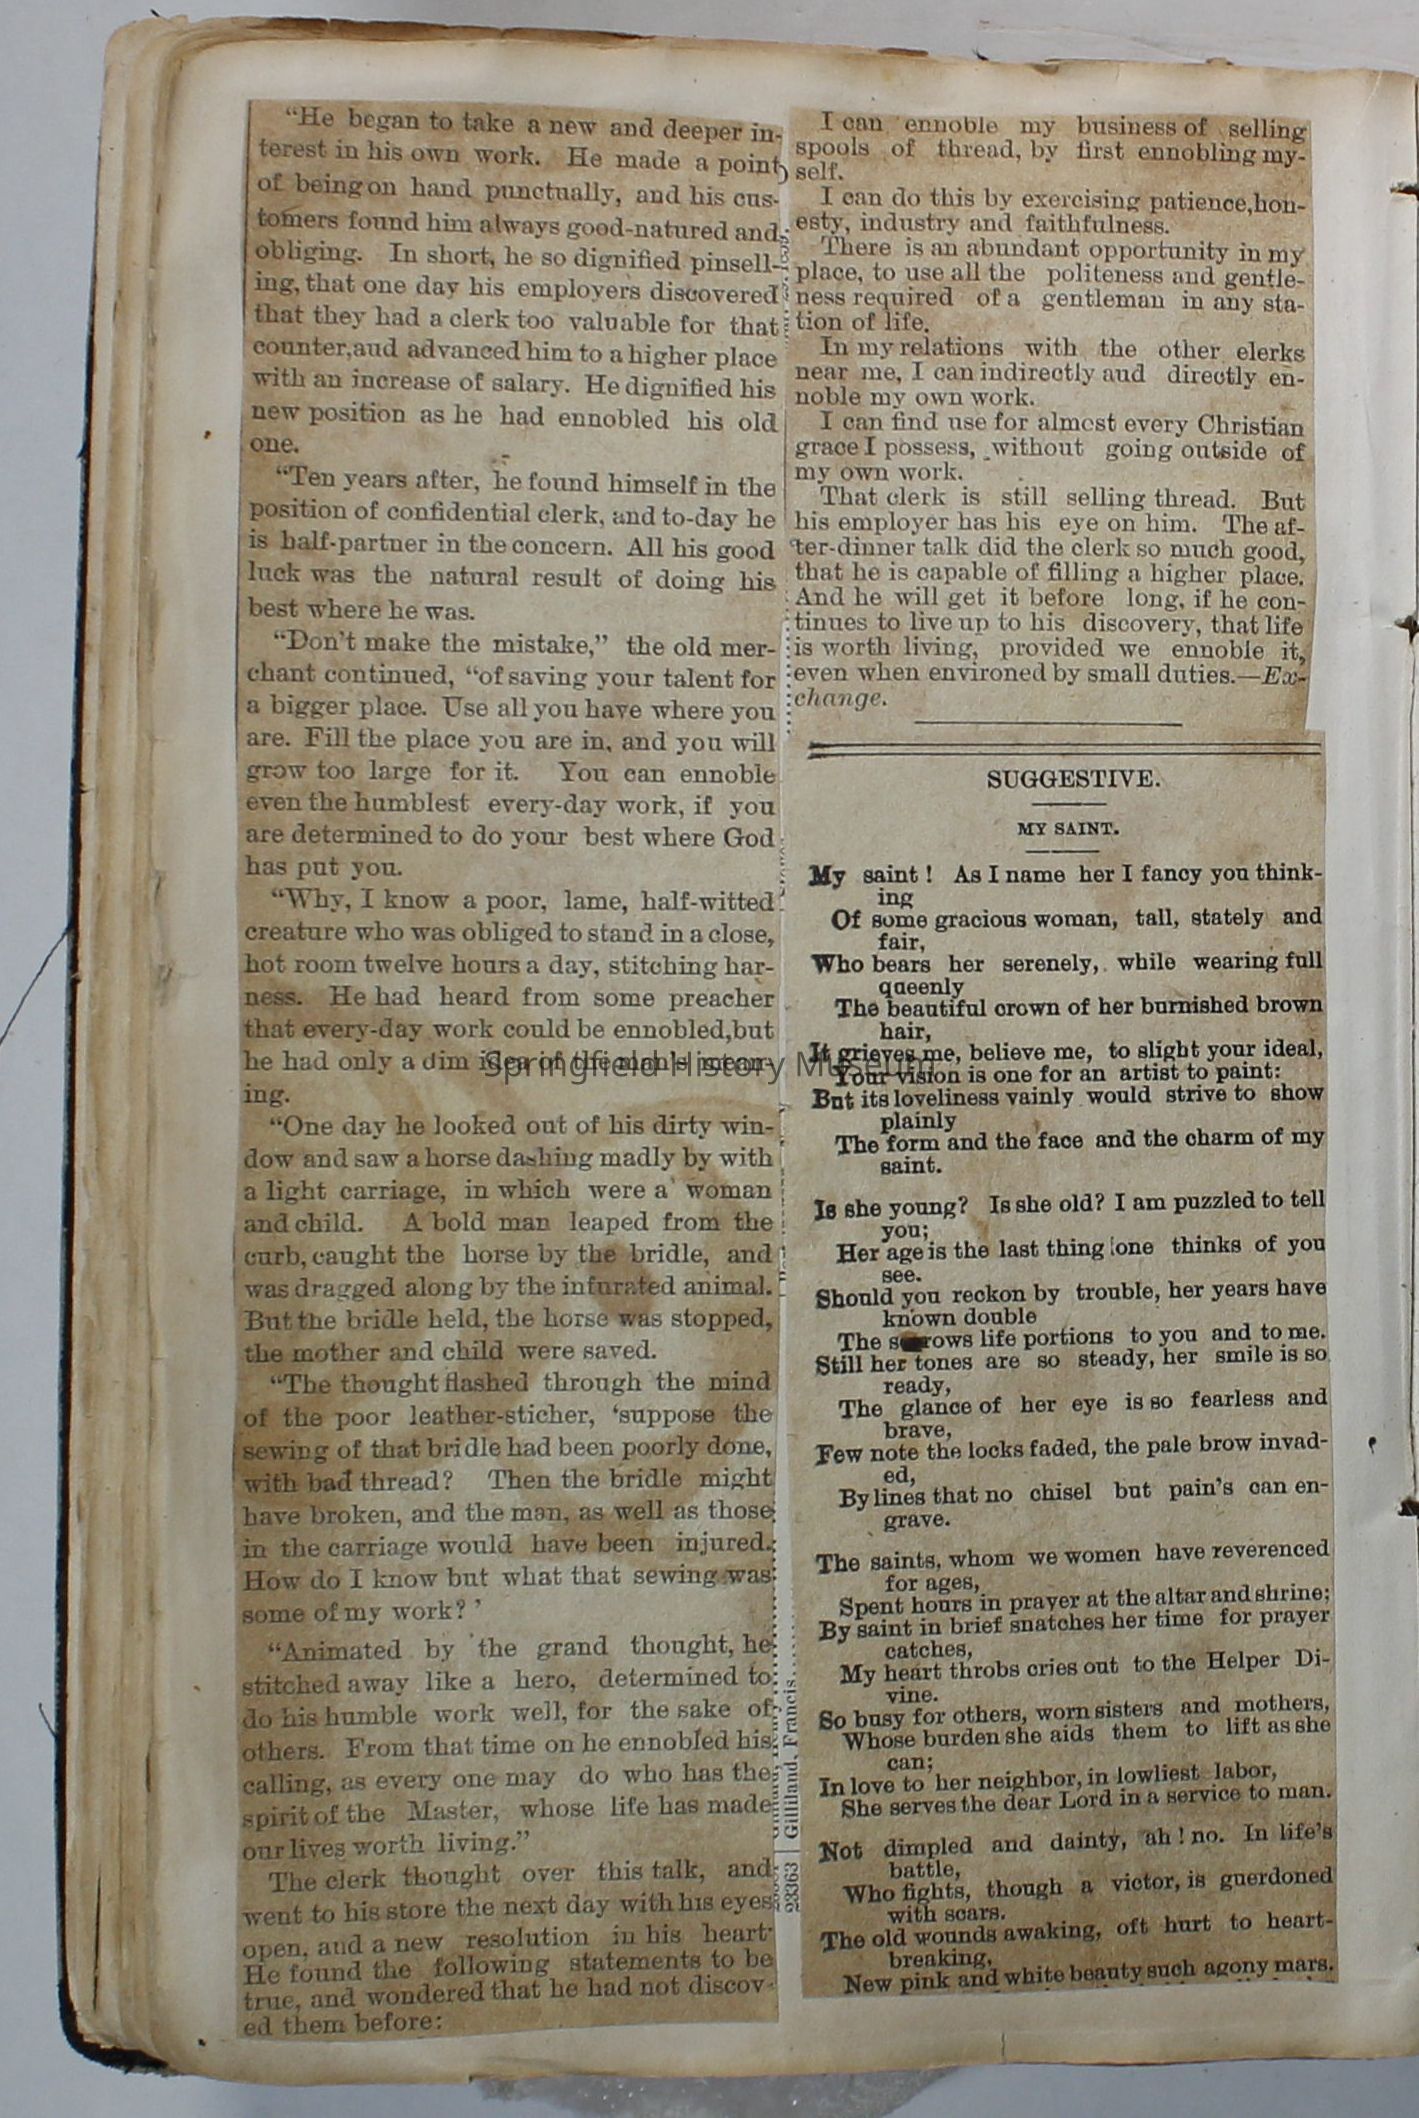 “He began to take a new and deeper in-
terest in his own work. He made a point
of being on hand punctually, and his cus-
tomers found him always good-natured and
obliging. In short, he so dignified pinsell-
ing, that one day his employers discovered
that they had a clerk too valuable for that
counter,aud advanced him to a higher place
with an increase of salary. He dignified his
new position as he had ennobled his old
one.
“Ten years after, he found himself in the
position of confidential clerk, and to-day he
is half-partner in the concern. All his good
luck was the natural result of doing his
best where he was.
“Don't make the mistake,” the old mer-
chant continued, “of saving your talent for
a bigger place. Use all you have where you
are. Fill the place you are in, and you will
grow too large for it. You can ennoble
even the humblest every-day work, if you
are determined to do your best where God
has put you.
“Why, I know a poor, lame, half-witted
creature who was obliged to stand in a close,
hot room twelve hours a day, stitching har-
ness. He had heard from some preacher
that every-day work could be ennobled,but
he had only a dim idea of the man's mean-
ing.
“One day he looked out of his dirty win-
dow and saw a horse dashing madly by with
a light carriage, in which were a woman
and child. A bold man leaped from the
curb, caught the horse by the bridle, and
was dragged along by the infurated animal.
But the bridle held, the horse was stopped,
the mother and child were saved.
“The thought flashed through the mind
of the poor leather-sticher, ‘suppose the
sewing of that bridle had been poorly done,
with bad thread? Then the bridle might
have broken, and the man, as well as those
in the carriage would have been injured.
How do I know but what that sewing was
some of my work?’
“Animated by the grand thought, he
stitched away like a hero, determined to
do his humble work well, for the sake of
others. From that time on he ennobled his
calling, as every one may do who has the
spirit of the Master, whose life has made
our lives worth living.”
The clerk thought over this talk, and
went to his store the next day with his eyes
open, and a new resolution in his heart
He found the following statements to be
true, and wondered that he had not discov-
ed them before:
23363 | Gilliland, Francis
I can ennoble my business of selling
spools of thread, by first ennobling my-
self.
I can do this by exercising patience,hon-
esty, industry and faithfulness.
There is an abundant opportunity in my
place, to use all the politeness and gentle-
ness required of a gentleman in any sta-
tion of life.
In my relations with the other elerks
near me, I can indirectly aud directly en-
noble my own work.
I can find use for almost every Christian
grace I possess, without going outside of
my own work.
That clerk is still selling thread. But
his employer has his eye on him. The af-
ter-dinner talk did the clerk so much good,
that he is capable of filling a higher place.
And he will get it before long, if he con-
tinues to live up to his discovery, that life
is worth living, provided we ennoble it,
even when environed by small duties.—Ex-
change.
SUGGESTIVE.
MY SAINT.
My saint! As I name her I fancy you think-
ing
Of some gracious woman, tall, stately and
fair,
Who bears her serenely, while wearing full
qaeenly
The beautiful crown of her burnished brown
hair,
It grieves me, believe me, to slight your ideal,
Your vision is one for an artist to paint:
But its loveliness vainly would strive to show
plainly
The form and the face and the charm of my
saint.
Is she young? Is she old? I am puzzled to tell
you;
Her age is the last thing one thinks of you
see.
Should you reckon by trouble, her years have
known double
The sorrows life portions to you and to me.
Still her tones are so steady, her smile is so
ready,
The glance of her eye is so fearless and
brave,
Few note the locks faded, the pale brow invad-
ed,
By lines that no chisel but pain's can en-
grave.
The saints, whom we women have reverenced
for ages,
Spent hours in prayer at the altar and shrine;
By saint in brief snatches her time for prayer
catches,
My heart throbs cries out to the Helper Di-
vine.
So busy for others, worn sisters and mothers,
Whose burden she aids them to lift as she
can;
In love to her neighbor, in lowliest labor,
She serves the dear Lord in a service to man.
Not dimpled and dainty, ah! no. In life's
battle,
Who fights, though a victor, is guerdoned
with scars.
The old wounds awaking, oft hurt to heart-
breaking,
New pink and white beauty such agony mars.
Springfield History Museum